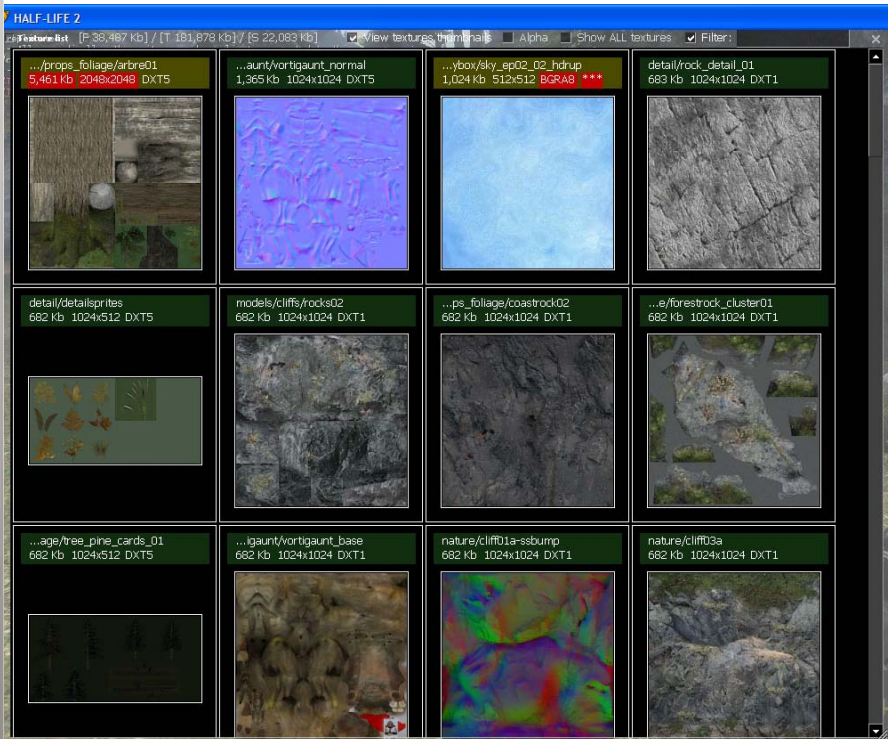 HALF-LIFE 2
Texture list [F 38,487 Kb] / [T 181,878 Kb] / [S 22,083 Kb] View textures thumbnails Alpha Show ALL textures Filter:
.../props_foliage/arbre01
5,461 Kb 2048x2048 DXT5
...aunt/vortigaunt_normal
1,365 Kb 1024x1024 DXT5
...ybox/sky_ep02_02_hdrup
1,024 Kb 512x512 BGRA8 ***
detail/rock_detail_01
683 Kb 1024x1024 DXT1
detail/detailsprites
682 Kb 1024x512 DXT5
models/cliffs/rocks02
682 Kb 1024x1024 DXT1
...ps_foliage/coastrock02
682 Kb 1024x1024 DXT1
...e/forestrock_cluster01
682 Kb 1024x1024 DXT1
...age/tree_pine_cards_01
682 Kb 1024x512 DXT5
...igaunt/vortigaunt_base
682 Kb 1024x1024 DXT1
nature/cliff01a-ssbump
682 Kb 1024x1024 DXT1
nature/cliff03a
682 Kb 1024x1024 DXT1